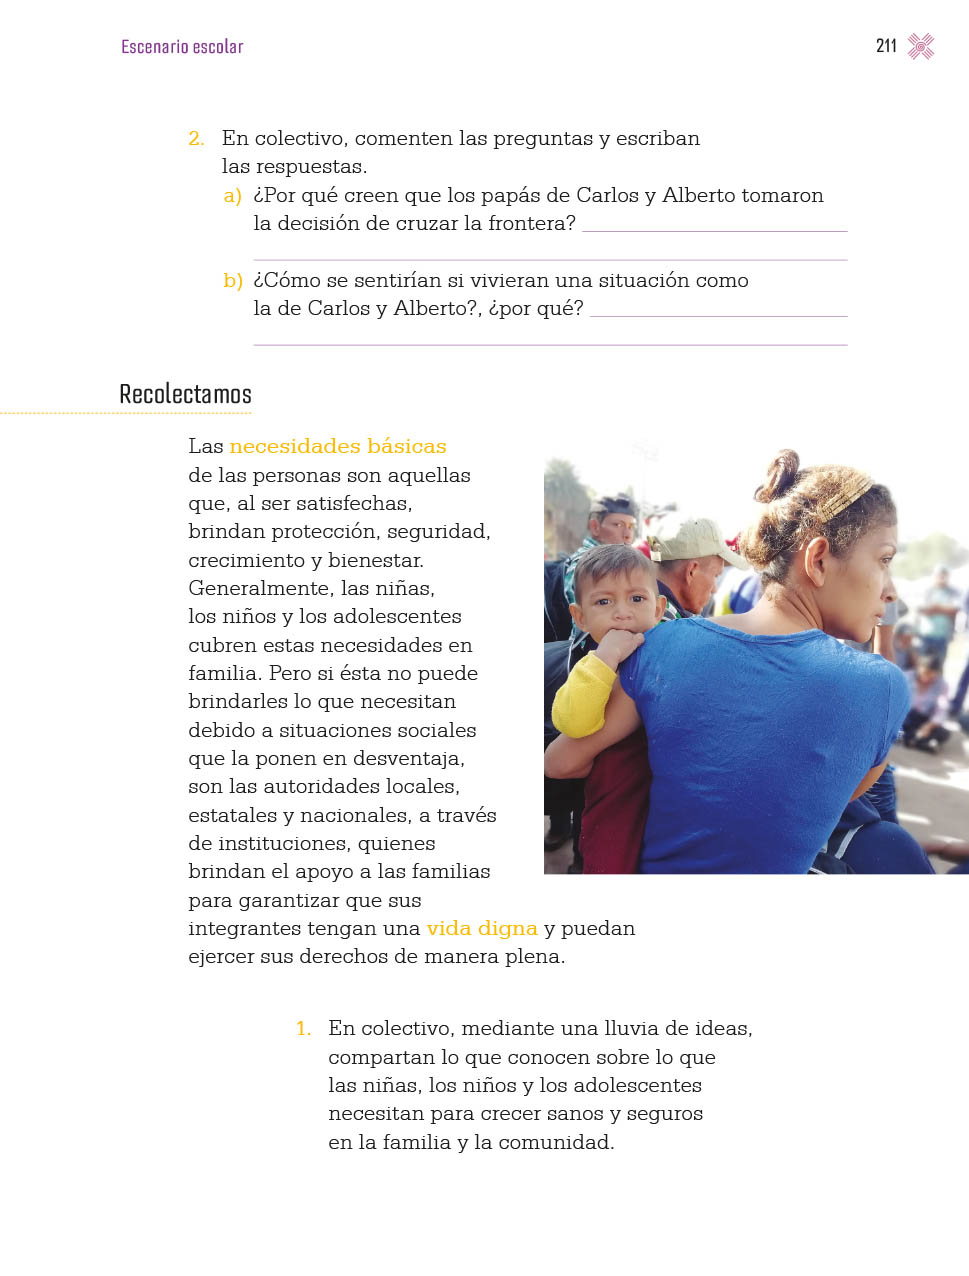 Escenario escolar
211
2. En colectivo, comenten las preguntas y escriban
las respuestas.
a) ¿Por qué creen que los papás de Carlos y Alberto tomaron
la decisión de cruzar la frontera?
b) ¿Cómo se sentirían si vivieran una situación como
la de Carlos y Alberto?, ¿por qué?
Recolectamos
Las necesidades básicas
de las personas son aquellas
que, al ser satisfechas,
brindan protección, seguridad,
crecimiento y bienestar.
Generalmente, las niñas,
los niños y los adolescentes
cubren estas necesidades en
familia. Pero si ésta no puede
brindarles lo que necesitan
debido a situaciones sociales
que la ponen en desventaja,
son las autoridades locales,
estatales y nacionales, a través
de instituciones, quienes
brindan el apoyo a las familias
para garantizar que sus
integrantes tengan una vida digna y puedan
ejercer sus derechos de manera plena.
1. En colectivo, mediante una lluvia de ideas,
compartan lo que conocen sobre lo que
las niñas, los niños y los adolescentes
necesitan para crecer sanos y seguros
en la familia y la comunidad.